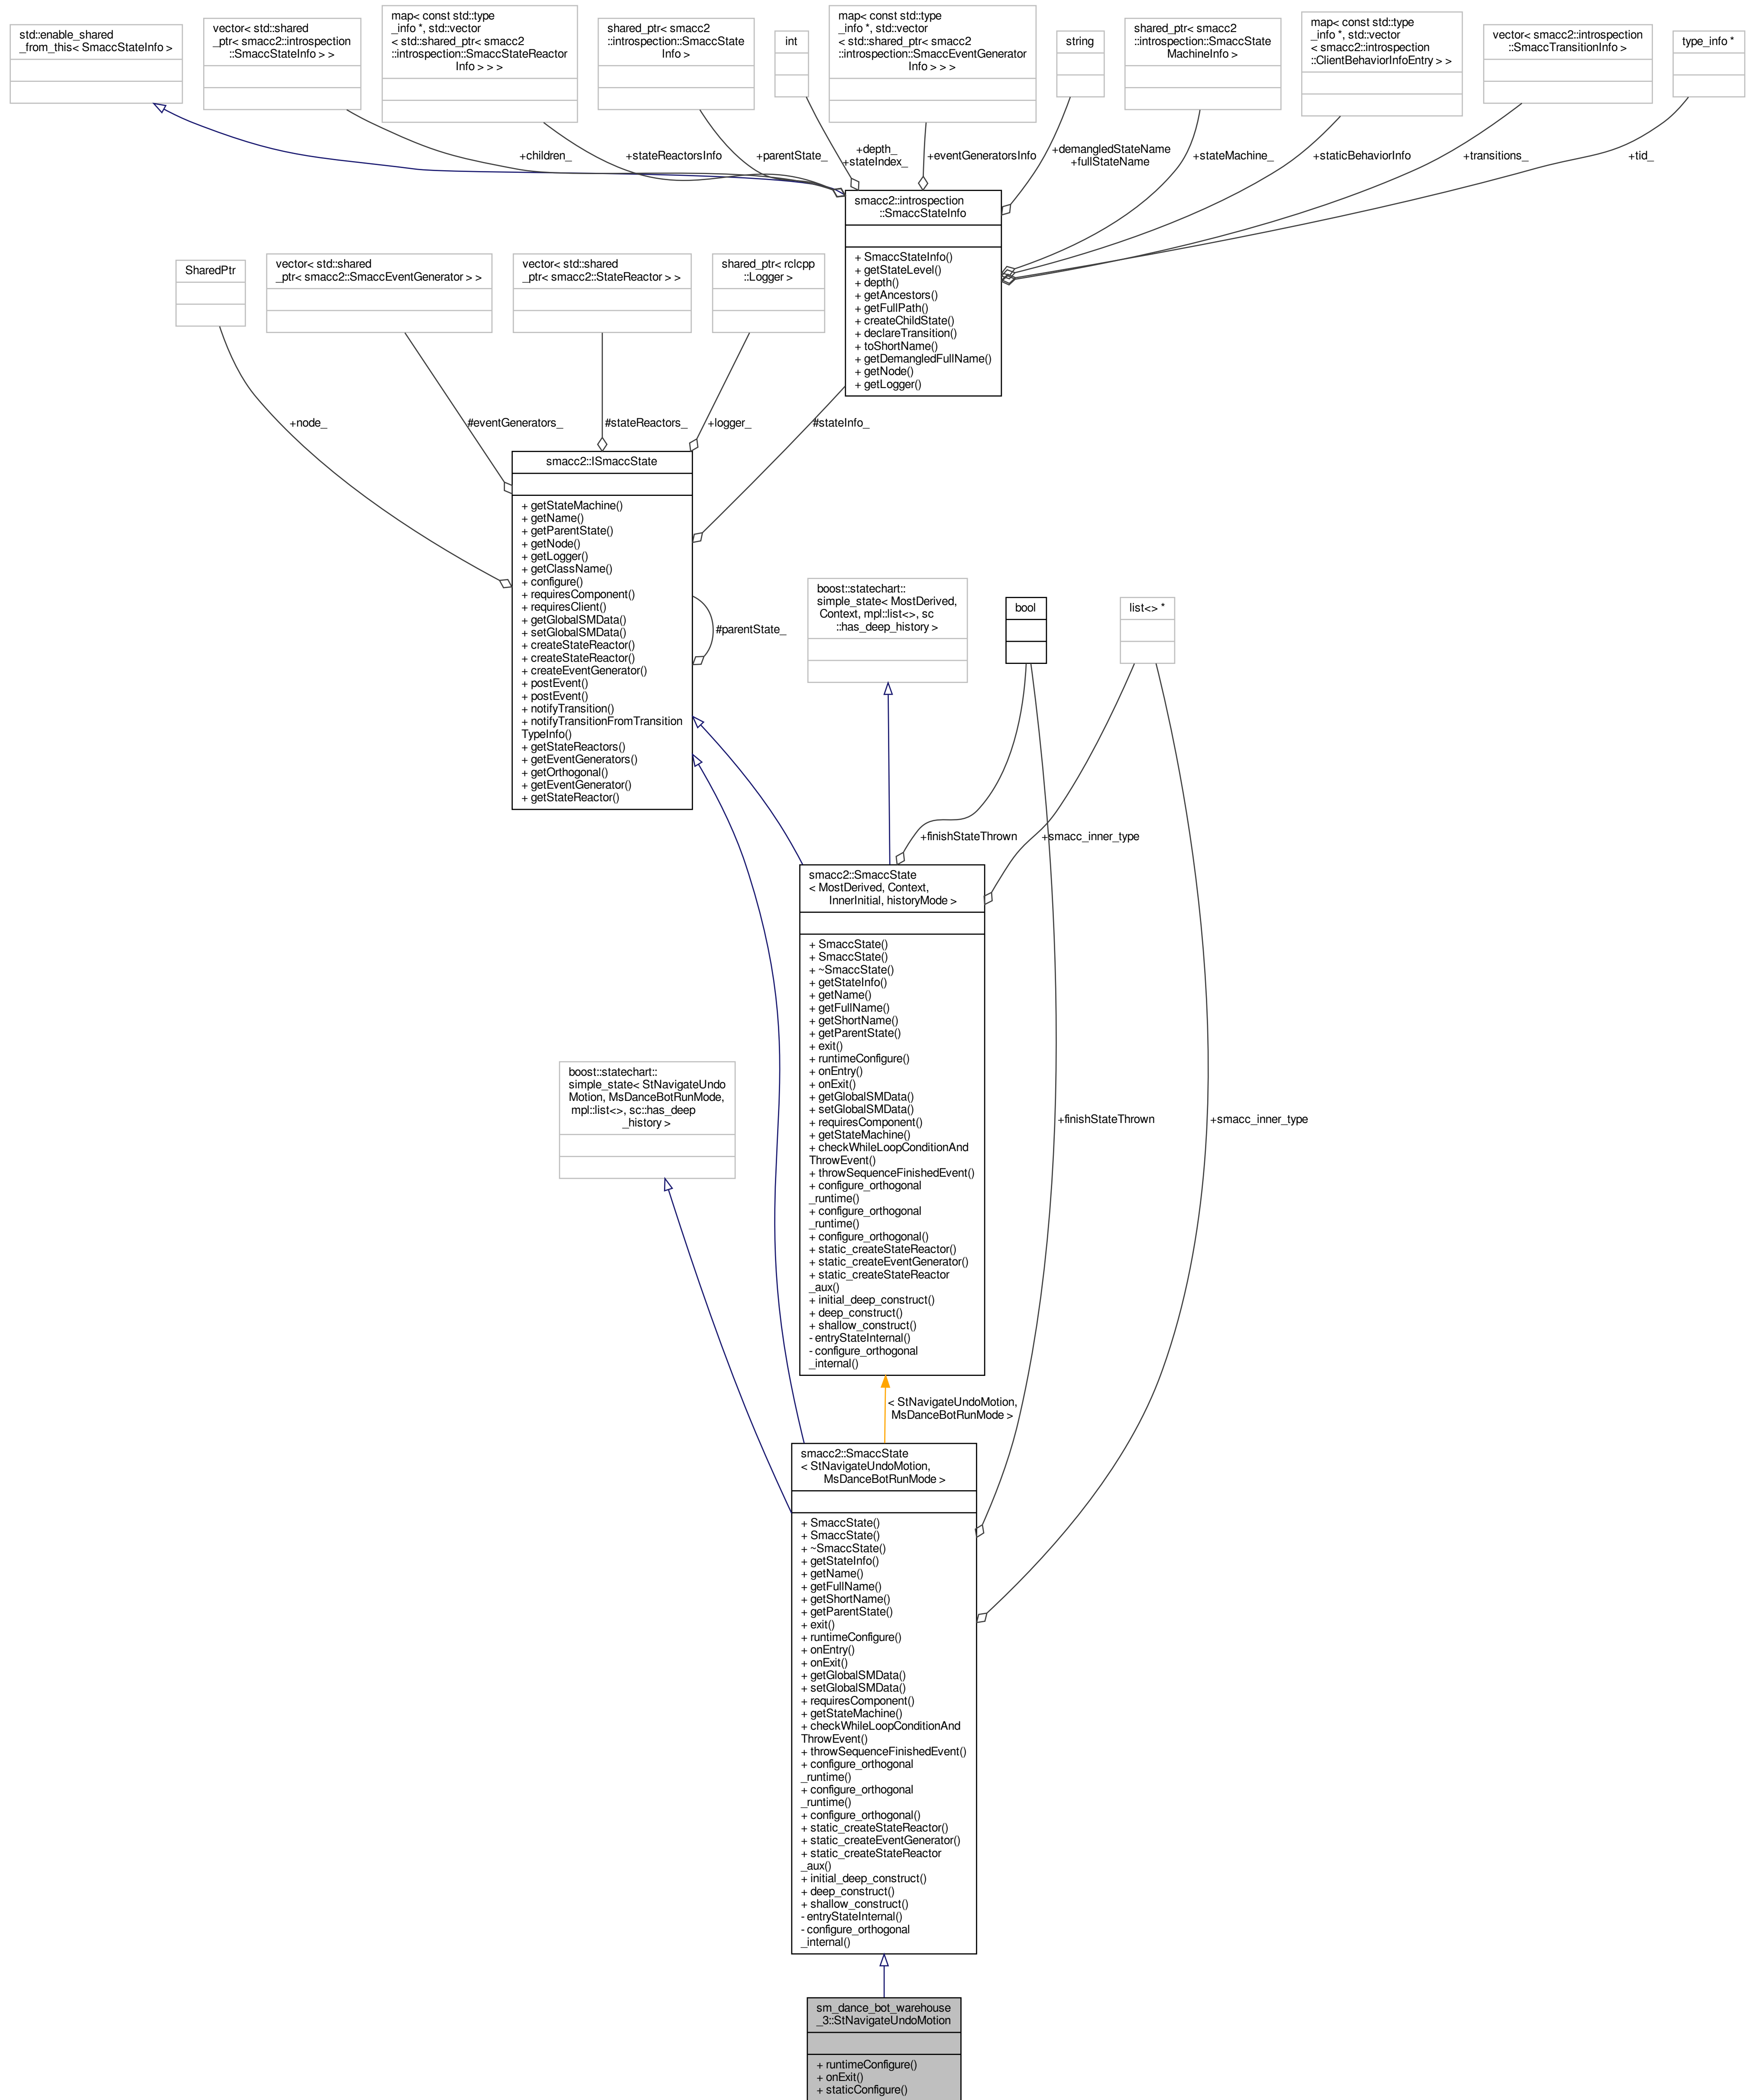 std::enable_shared
_from_this< SmaccStateInfo >
vector< std::shared
_ptr< smacc2::introspection
::SmaccStateInfo > >
map< const std::type
_info *, std::vector
< std::shared_ptr< smacc2
::introspection::SmaccStateReactor
Info > > >
shared_ptr< smacc2
::introspection::SmaccState
Info >
int
map< const std::type
_info *, std::vector
< std::shared_ptr< smacc2
::introspection::SmaccEventGenerator
Info > > >
string
shared_ptr< smacc2
::introspection::SmaccState
MachineInfo >
map< const std::type
_info *, std::vector
< smacc2::introspection
::ClientBehaviorInfoEntry > >
vector< smacc2::introspection
::SmaccTransitionInfo >
type_info *
+children_
+stateReactorsInfo
+parentState_
+depth_
+stateIndex_
+eventGeneratorsInfo
+demangledStateName
+fullStateName
+stateMachine_
+staticBehaviorInfo
+transitions_
+tid_
smacc2::introspection
::SmaccStateInfo
+ SmaccStateInfo()
+ getStateLevel()
+ depth()
+ getAncestors()
+ getFullPath()
+ createChildState()
+ declareTransition()
+ toShortName()
+ getDemangledFullName()
+ getNode()
+ getLogger()
SharedPtr
vector< std::shared
_ptr< smacc2::SmaccEventGenerator > >
vector< std::shared
_ptr< smacc2::StateReactor > >
shared_ptr< rclcpp
::Logger >
+node_
#eventGenerators_
#stateReactors_
+logger_
#stateInfo_
smacc2::ISmaccState
+ getStateMachine()
+ getName()
+ getParentState()
+ getNode()
+ getLogger()
+ getClassName()
+ configure()
+ requiresComponent()
+ requiresClient()
+ getGlobalSMData()
+ setGlobalSMData()
+ createStateReactor()
+ createStateReactor()
+ createEventGenerator()
+ postEvent()
+ postEvent()
+ notifyTransition()
+ notifyTransitionFromTransition
TypeInfo()
+ getStateReactors()
+ getEventGenerators()
+ getOrthogonal()
+ getEventGenerator()
+ getStateReactor()
#parentState_
boost::statechart::
simple_state< MostDerived,
Context, mpl::list<>, sc
::has_deep_history >
bool
list<> *
+finishStateThrown
+smacc_inner_type
smacc2::SmaccState
< MostDerived, Context,
InnerInitial, historyMode >
+ SmaccState()
+ SmaccState()
+ ~SmaccState()
+ getStateInfo()
+ getName()
+ getFullName()
+ getShortName()
+ getParentState()
+ exit()
+ runtimeConfigure()
+ onEntry()
+ onExit()
+ getGlobalSMData()
+ setGlobalSMData()
+ requiresComponent()
+ getStateMachine()
+ checkWhileLoopConditionAnd
ThrowEvent()
+ throwSequenceFinishedEvent()
+ configure_orthogonal
_runtime()
+ configure_orthogonal
_runtime()
+ configure_orthogonal()
+ static_createStateReactor()
+ static_createEventGenerator()
+ static_createStateReactor
_aux()
+ initial_deep_construct()
+ deep_construct()
+ shallow_construct()
- entryStateInternal()
- configure_orthogonal
_internal()
boost::statechart::
simple_state< StNavigateUndo
Motion, MsDanceBotRunMode,
mpl::list<>, sc::has_deep
_history >
+finishStateThrown
+smacc_inner_type
< StNavigateUndoMotion,
MsDanceBotRunMode >
smacc2::SmaccState
< StNavigateUndoMotion,
MsDanceBotRunMode >
+ SmaccState()
+ SmaccState()
+ ~SmaccState()
+ getStateInfo()
+ getName()
+ getFullName()
+ getShortName()
+ getParentState()
+ exit()
+ runtimeConfigure()
+ onEntry()
+ onExit()
+ getGlobalSMData()
+ setGlobalSMData()
+ requiresComponent()
+ getStateMachine()
+ checkWhileLoopConditionAnd
ThrowEvent()
+ throwSequenceFinishedEvent()
+ configure_orthogonal
_runtime()
+ configure_orthogonal
_runtime()
+ configure_orthogonal()
+ static_createStateReactor()
+ static_createEventGenerator()
+ static_createStateReactor
_aux()
+ initial_deep_construct()
+ deep_construct()
+ shallow_construct()
- entryStateInternal()
- configure_orthogonal
_internal()
sm_dance_bot_warehouse
_3::StNavigateUndoMotion
+ runtimeConfigure()
+ onExit()
+ staticConfigure()